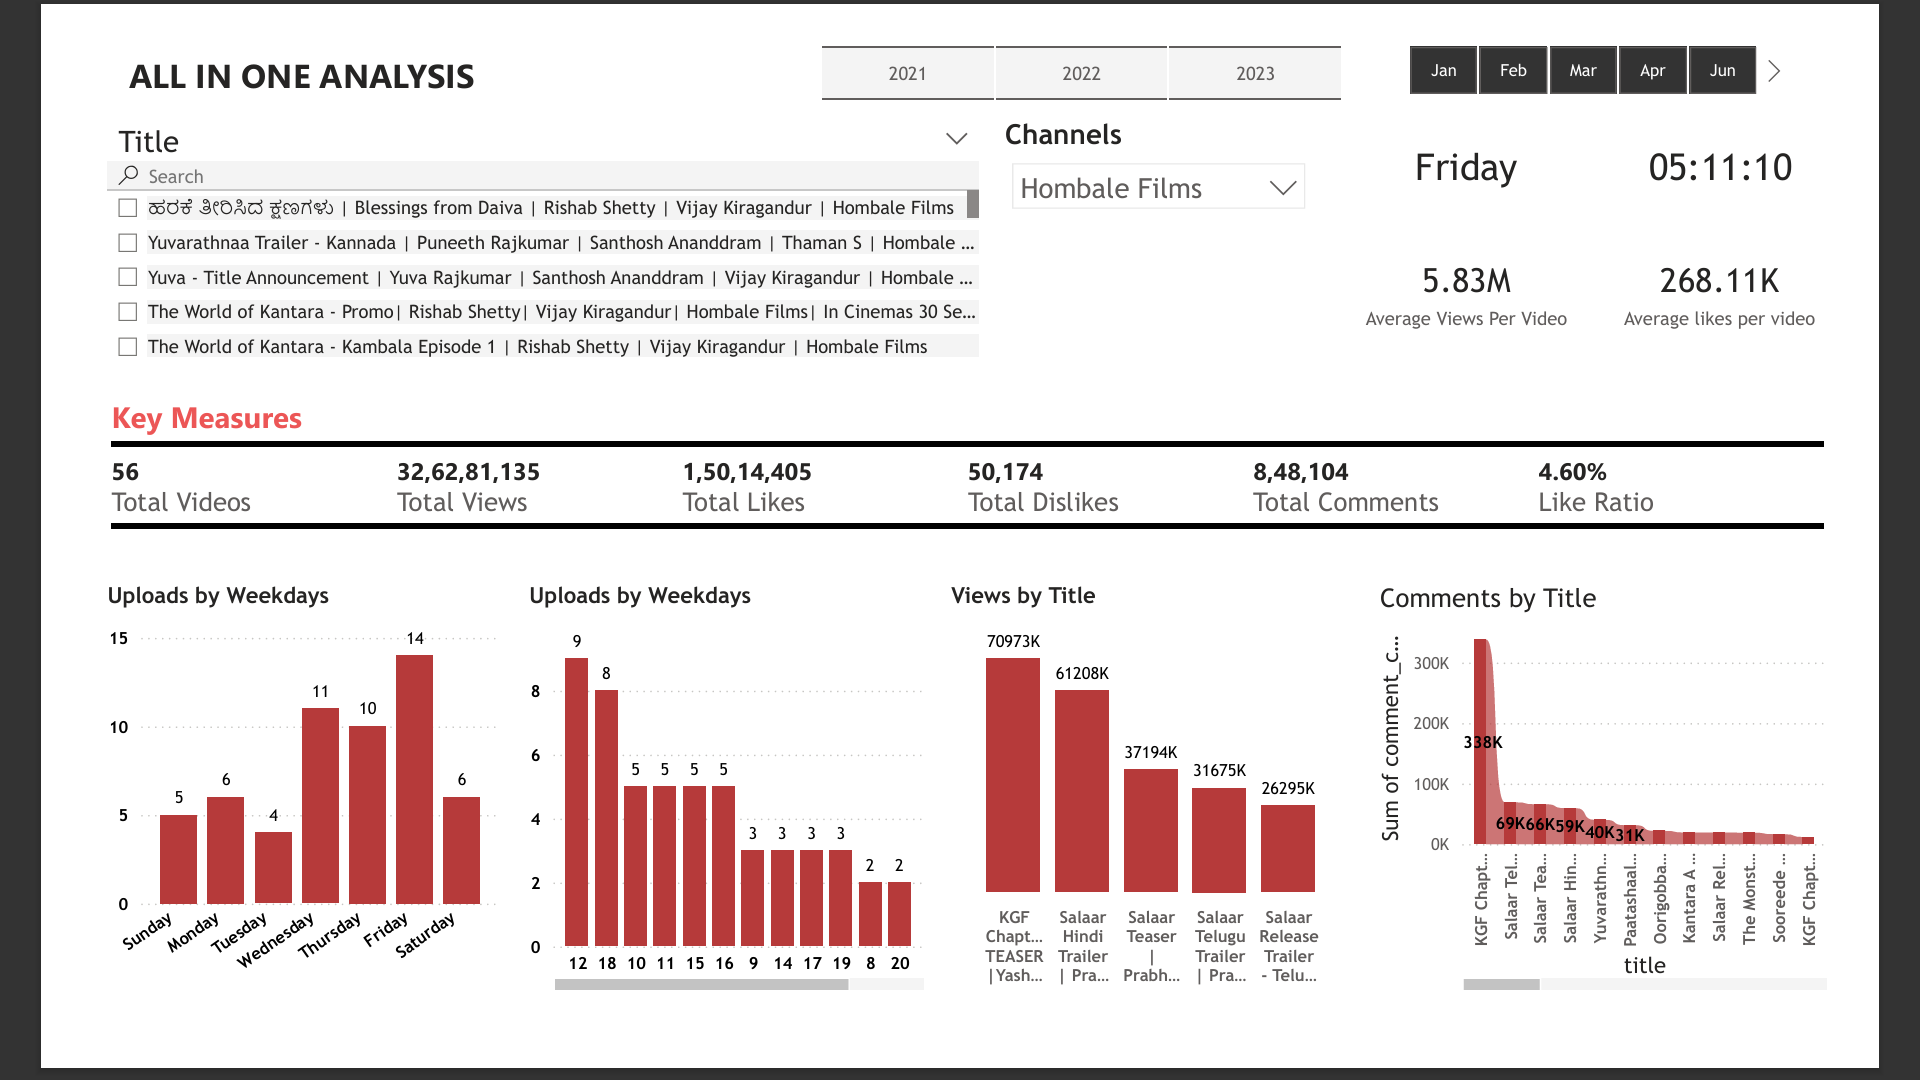 ALL IN ONE ANALYSIS
2021 2022 2023
Jan Feb Mar Apr Jun
Title
Search
ಹರಕೆ ತೀರಿಸಿದ ಕ್ಷಣಗಳು | Blessings from Daiva | Rishab Shetty | Vijay Kiragandur | Hombale Films
Yuvarathnaa Trailer - Kannada | Puneeth Rajkumar | Santhosh Ananddram | Thaman S | Hombale ...
Yuva - Title Announcement | Yuva Rajkumar | Santhosh Ananddram | Vijay Kiragandur | Hombale ...
The World of Kantara - Promo| Rishab Shetty| Vijay Kiragandur| Hombale Films| In Cinemas 30 Se...
The World of Kantara - Kambala Episode 1 | Rishab Shetty | Vijay Kiragandur | Hombale Films
Channels
Hombale Films
Friday 05:11:10
5.83M 268.11K
Average Views Per Video Average likes per video
Key Measures
56 32,62,81,135 1,50,14,405 50,174 8,48,104 4.60%
Total Videos Total Views Total Likes Total Dislikes Total Comments Like Ratio
Uploads by Weekdays
15
10
5
0
5 6 4 11 10 14 6
Sunday Monday Tuesday Wednesday Thursday Friday Saturday
Uploads by Weekdays
8
6
4
2
0
9 8 5 5 5 5 3 3 3 3 2 2
12 18 10 11 15 16 9 14 17 19 8 20
Views by Title
70973K 61208K 37194K 31675K 26295K
KGF Chapt... TEASER |Yash...
Salaar Hindi Trailer | Pra...
Salaar Teaser | Prabh...
Salaar Telugu Trailer | Pra...
Salaar Release Trailer - Telu...
Comments by Title
Sum of comment_c...
300K
200K
100K
0K
338K 69K 66K 59K 40K 31K
KGF Chapt...
Salaar Tel...
Salaar Tea...
Salaar Hin...
Yuvarathn...
Paatashaal...
Oorigobba...
Kantara A ...
Salaar Rel...
The Monst...
Sooreede ...
KGF Chapt...
title